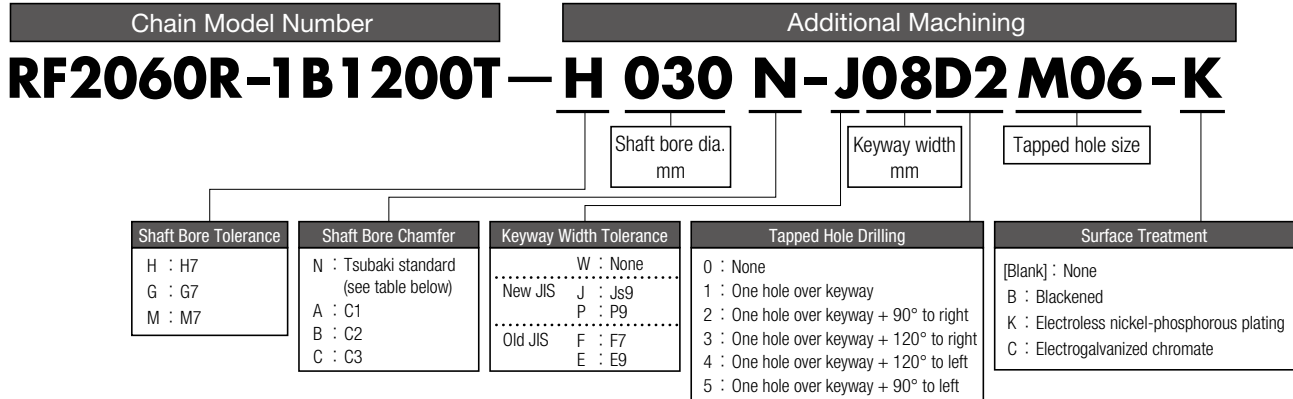 Chain Model Number
Additional Machining
RF2060R-1B1200T — H 030 N-J08D2 M06-K
Shaft bore dia.
mm
Keyway width
mm
Tapped hole size
Shaft Bore Tolerance
H : H7
G : G7
M : M7
Shaft Bore Chamfer
N : Tsubaki standard
(see table below)
A : C1
B : C2
C : C3
Keyway Width Tolerance
W : None
New JIS J : Js9
P : P9
Old JIS F : F7
E : E9
Tapped Hole Drilling
0 : None
1 : One hole over keyway
2 : One hole over keyway + 90° to right
3 : One hole over keyway + 120° to right
4 : One hole over keyway + 120° to left
5 : One hole over keyway + 90° to left
Surface Treatment
[Blank] : None
B : Blackened
K : Electroless nickel-phosphorous plating
C : Electrogalvanized chromate